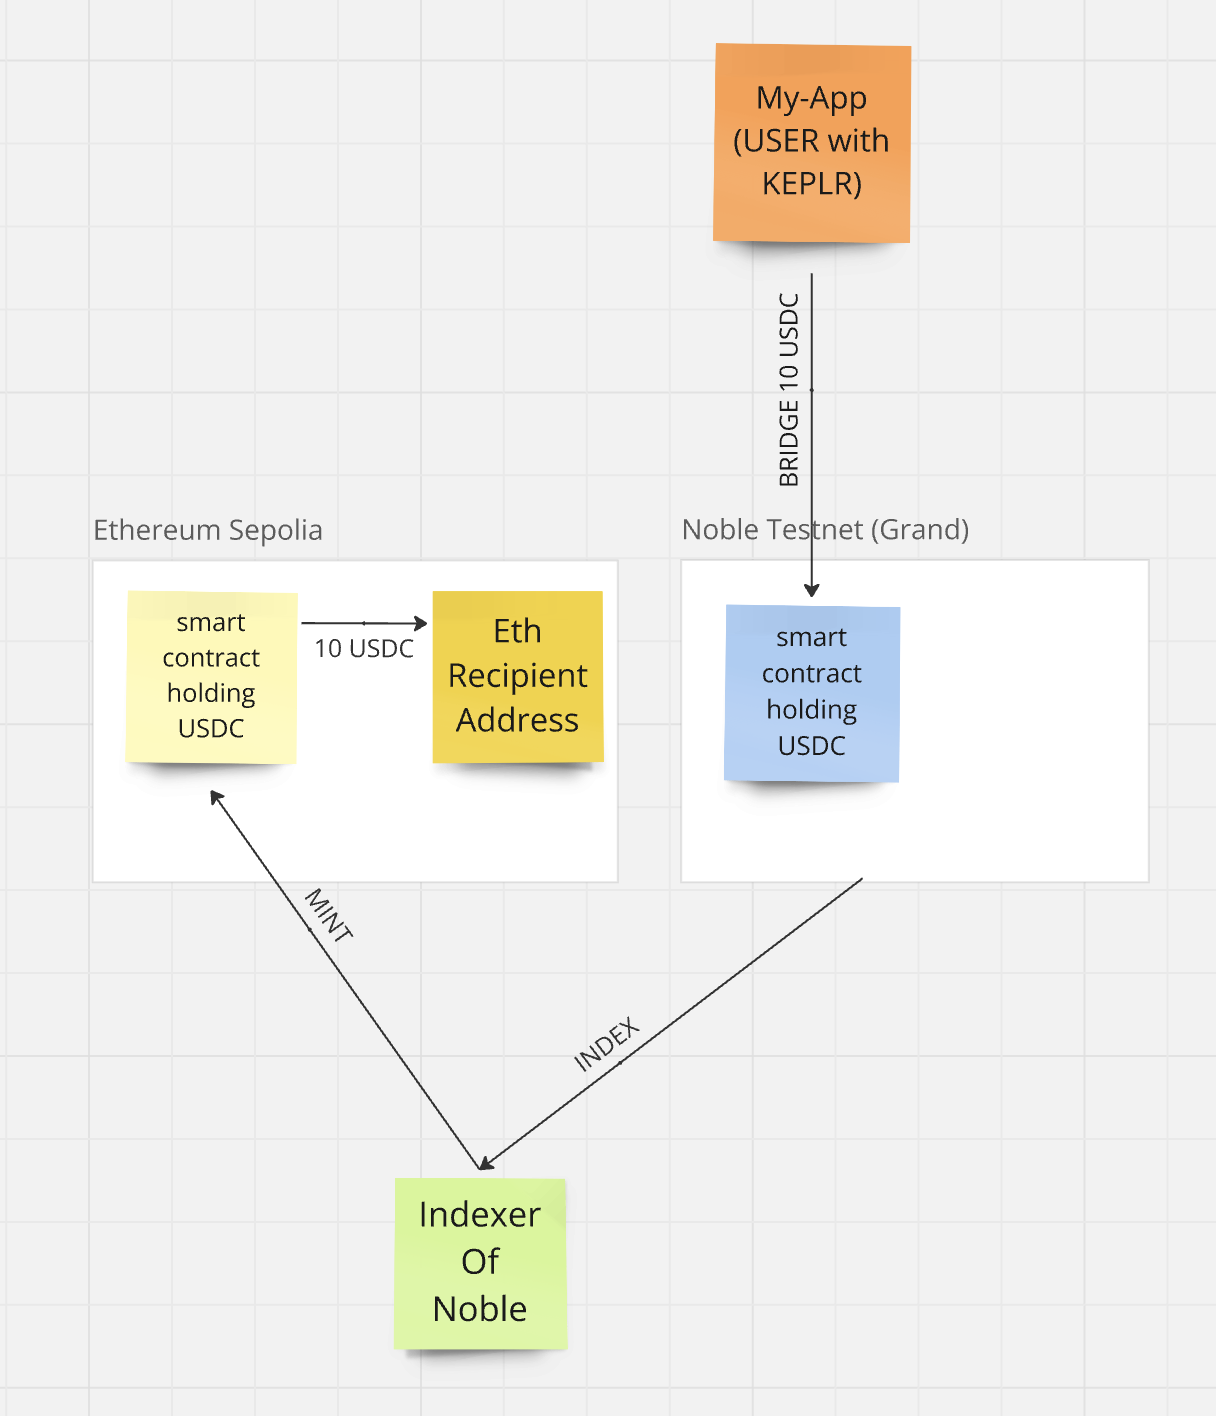 My-App
(USER with
KEPLR)
BRIDGE 10 USDC
Ethereum Sepolia
Noble Testnet (Grand)
smart
contract
holding
USDC
10 USDC
Eth
Recipient
Address
smart
contract
holding
USDC
MINT
INDEX
Indexer
Of
Noble